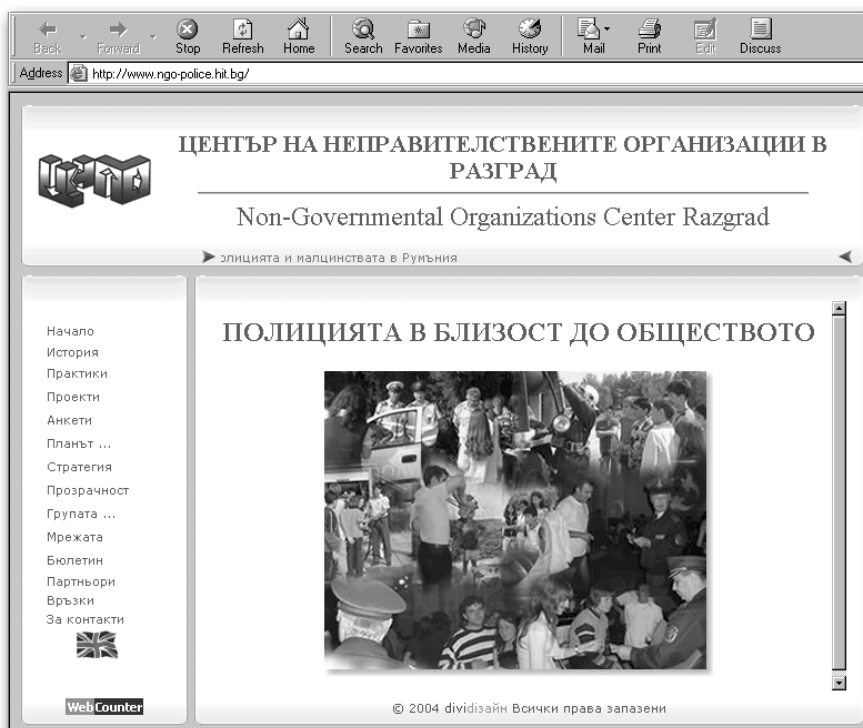 Back Forward Stop Refresh Home Search Favorites Media History Mail Print Edit Discuss
Address http://www.ngo-police.hit.bg/
ЦЕНТЪР НА НЕПРАВИТЕЛСТВЕНИТЕ ОРГАНИЗАЦИИ В
РАЗГРАД
Non-Governmental Organizations Center Razgrad
олицията и малцинствата в Румъния
Начало
История
Практики
Проекти
Анкети
Планът ...
Стратегия
Прозрачност
Групата ...
Мрежата
Бюлетин
Партньори
Връзки
За контакти
WebCounter
ПОЛИЦИЯТА В БЛИЗОСТ ДО ОБЩЕСТВОТО
© 2004 dividизайн Всички права запазени